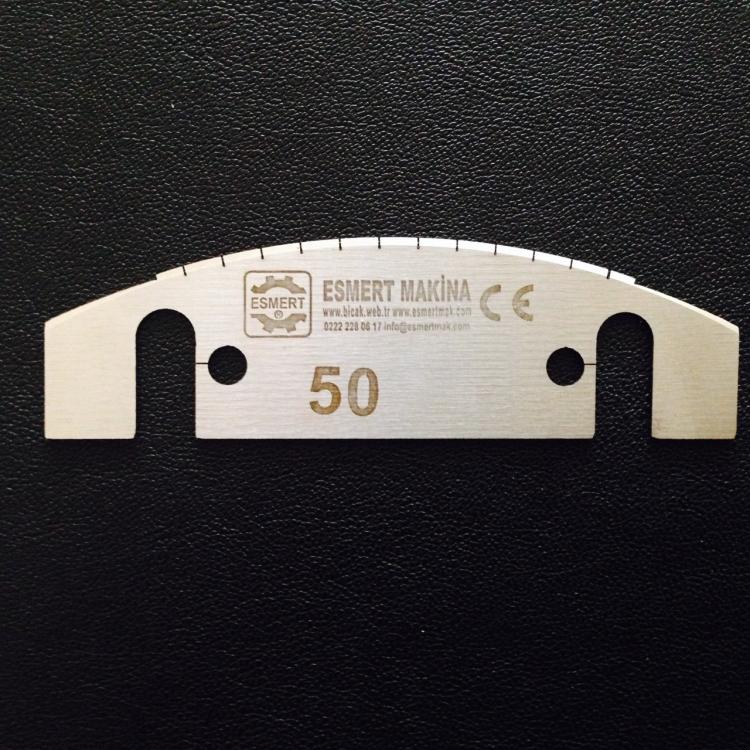 ESMERT
®
ESMERT MAKİNA
www.bicak.web.tr www.esmertmak.com
0222 228 06 17 info@esmertmak.com
CE
50